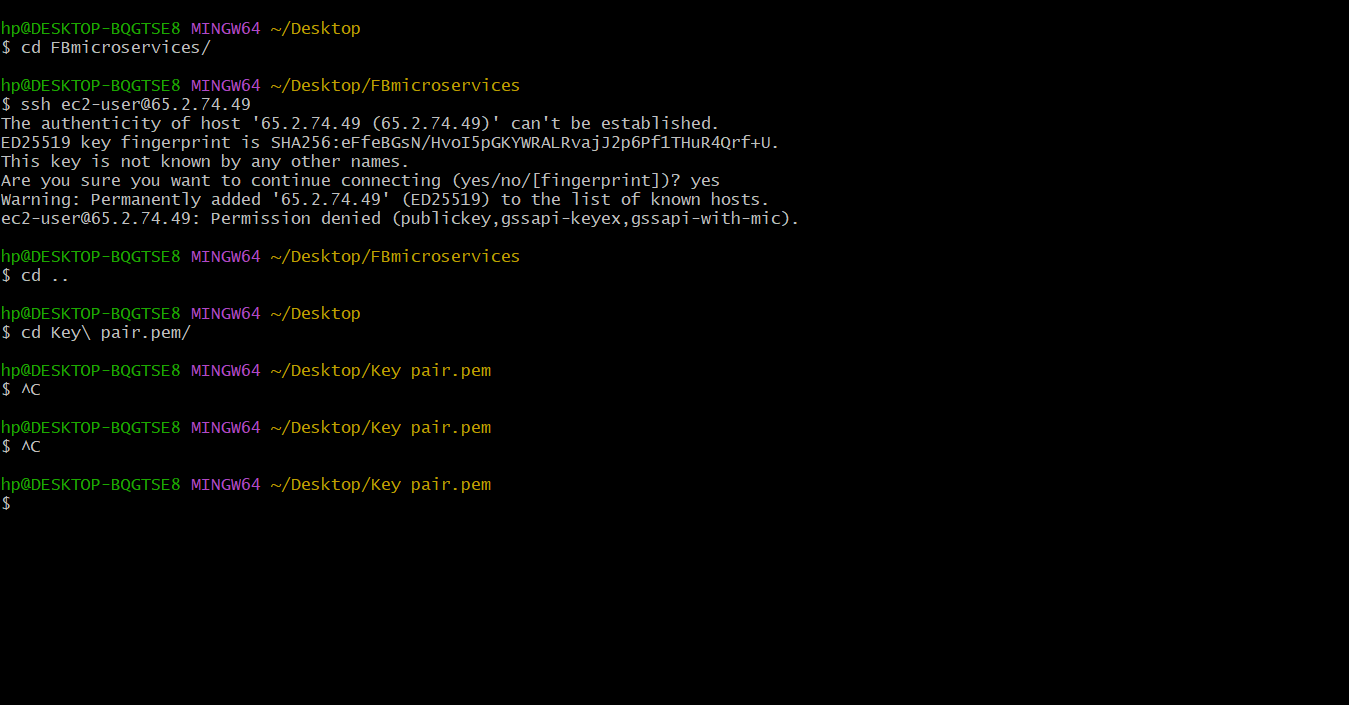 hp@DESKTOP-BQGTSE8 MINGW64 ~/Desktop
$ cd FBmicroservices/
hp@DESKTOP-BQGTSE8 MINGW64 ~/Desktop/FBmicroservices
$ ssh ec2-user@65.2.74.49
The authenticity of host '65.2.74.49 (65.2.74.49)' can't be established.
ED25519 key fingerprint is SHA256:eFfeBGsN/HvoI5pGKYWRALRvajJ2p6Pf1THuR4Qrf+U.
This key is not known by any other names.
Are you sure you want to continue connecting (yes/no/[fingerprint])? yes
Warning: Permanently added '65.2.74.49' (ED25519) to the list of known hosts.
ec2-user@65.2.74.49: Permission denied (publickey,gssapi-keyex,gssapi-with-mic).
hp@DESKTOP-BQGTSE8 MINGW64 ~/Desktop/FBmicroservices
$ cd ..
hp@DESKTOP-BQGTSE8 MINGW64 ~/Desktop
$ cd Key\ pair.pem/
hp@DESKTOP-BQGTSE8 MINGW64 ~/Desktop/Key pair.pem
$ ^C
hp@DESKTOP-BQGTSE8 MINGW64 ~/Desktop/Key pair.pem
$ ^C
hp@DESKTOP-BQGTSE8 MINGW64 ~/Desktop/Key pair.pem
$